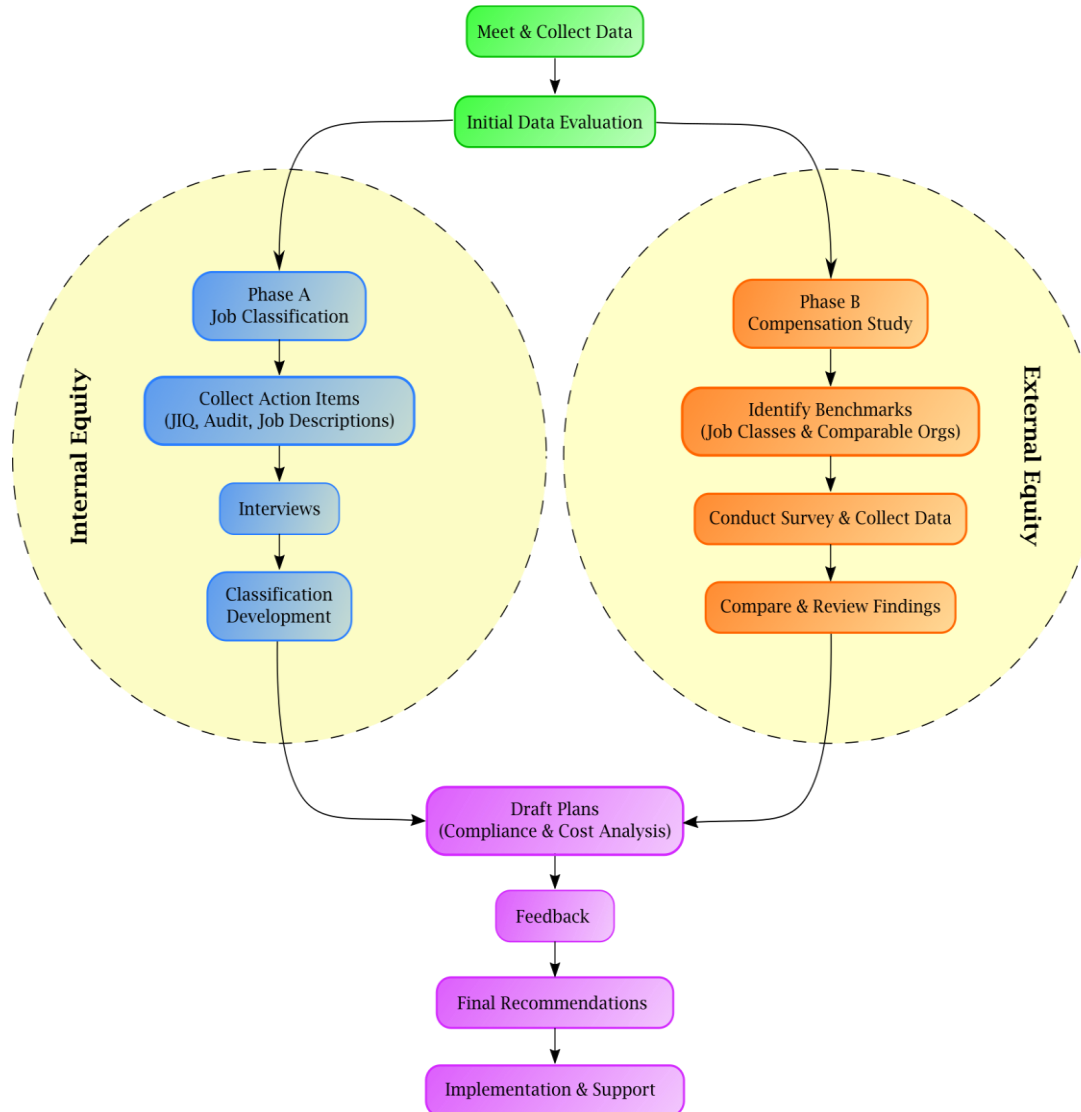 Meet & Collect Data
Initial Data Evaluation
Internal Equity
Phase A
Job Classification
Collect Action Items
(JIQ, Audit, Job Descriptions)
Interviews
Classification
Development
Phase B
Compensation Study
Identify Benchmarks
(Job Classes & Comparable Orgs)
Conduct Survey & Collect Data
Compare & Review Findings
External Equity
Draft Plans
(Compliance & Cost Analysis)
Feedback
Final Recommendations
Implementation & Support